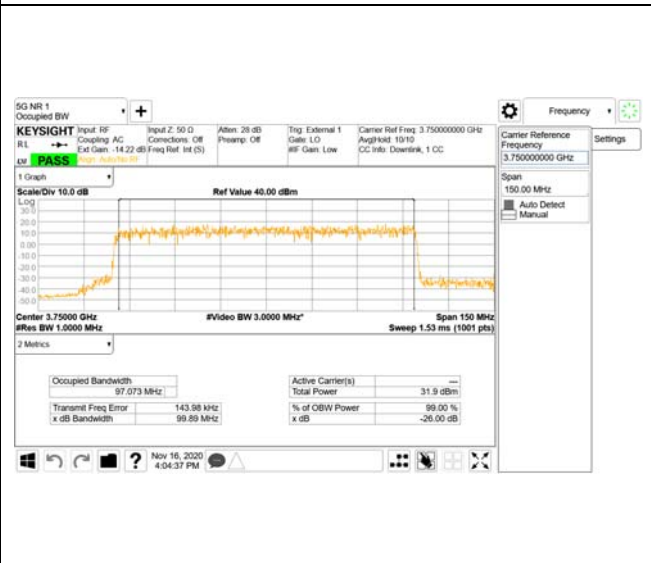 5G NR 1
Occupied BW
Frequency
KEYSIGHT Input: RF Input Z: 50 Ω Atten: 28 dB Trig: External 1 Carrier Ref Freq: 3.750000000 GHz
Coupling: AC Corrections: Off Preamp: Off Gate: LO Avg|Hold: 10/10
RL Ext Gain: -14.22 dB Freq Ref: Int (S) #IF Gain: Low CC Info: Downlink, 1 CC
PASS Align: Auto/No RF
Carrier Reference
Frequency
3.750000000 GHz
Settings
Span
150.00 MHz
Auto Detect
Manual
1 Graph
Scale/Div 10.0 dB Ref Value 40.00 dBm
Log
30.0
20.0
10.0
0.00
-10.0
-20.0
-30.0
-40.0
-50.0
Center 3.75000 GHz #Video BW 3.0000 MHz* Span 150 MHz
#Res BW 1.0000 MHz Sweep 1.53 ms (1001 pts)
2 Metrics
Occupied Bandwidth
97.073 MHz
Active Carrier(s) —
Total Power 31.9 dBm
Transmit Freq Error 143.98 kHz % of OBW Power 99.00 %
x dB Bandwidth 99.89 MHz x dB -26.00 dB
Nov 16, 2020
4:04:37 PM